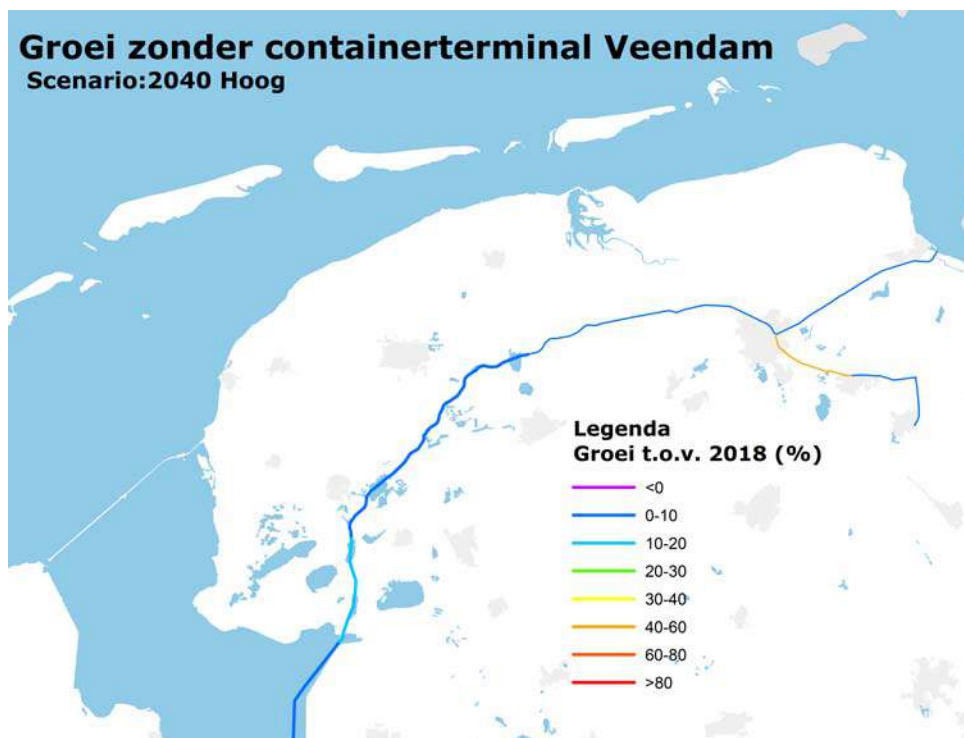 Groei zonder containerterminal Veendam
Scenario:2040 Hoog
Legenda
Groei t.o.v. 2018 (%)
<0
0-10
10-20
20-30
30-40
40-60
60-80
>80